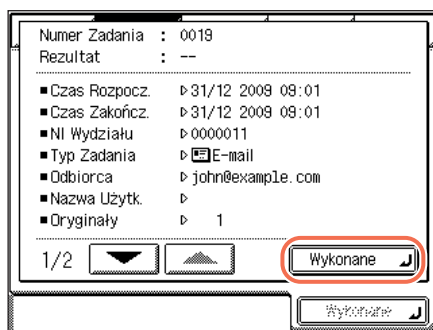 Numer Zadania : 0019
Rezultat : --
■Czas Rozpocz. ▷31/12 2009 09:01
■Czas Zakończ. ▷31/12 2009 09:01
■NI Wydziału ▷0000011
■Typ Zadania ▷E-mail
■Odbiorca ▷john@example.com
■Nazwa Użytk. ▷
■Oryginały ▷ 1
1/2 Wykonane
Wykonane